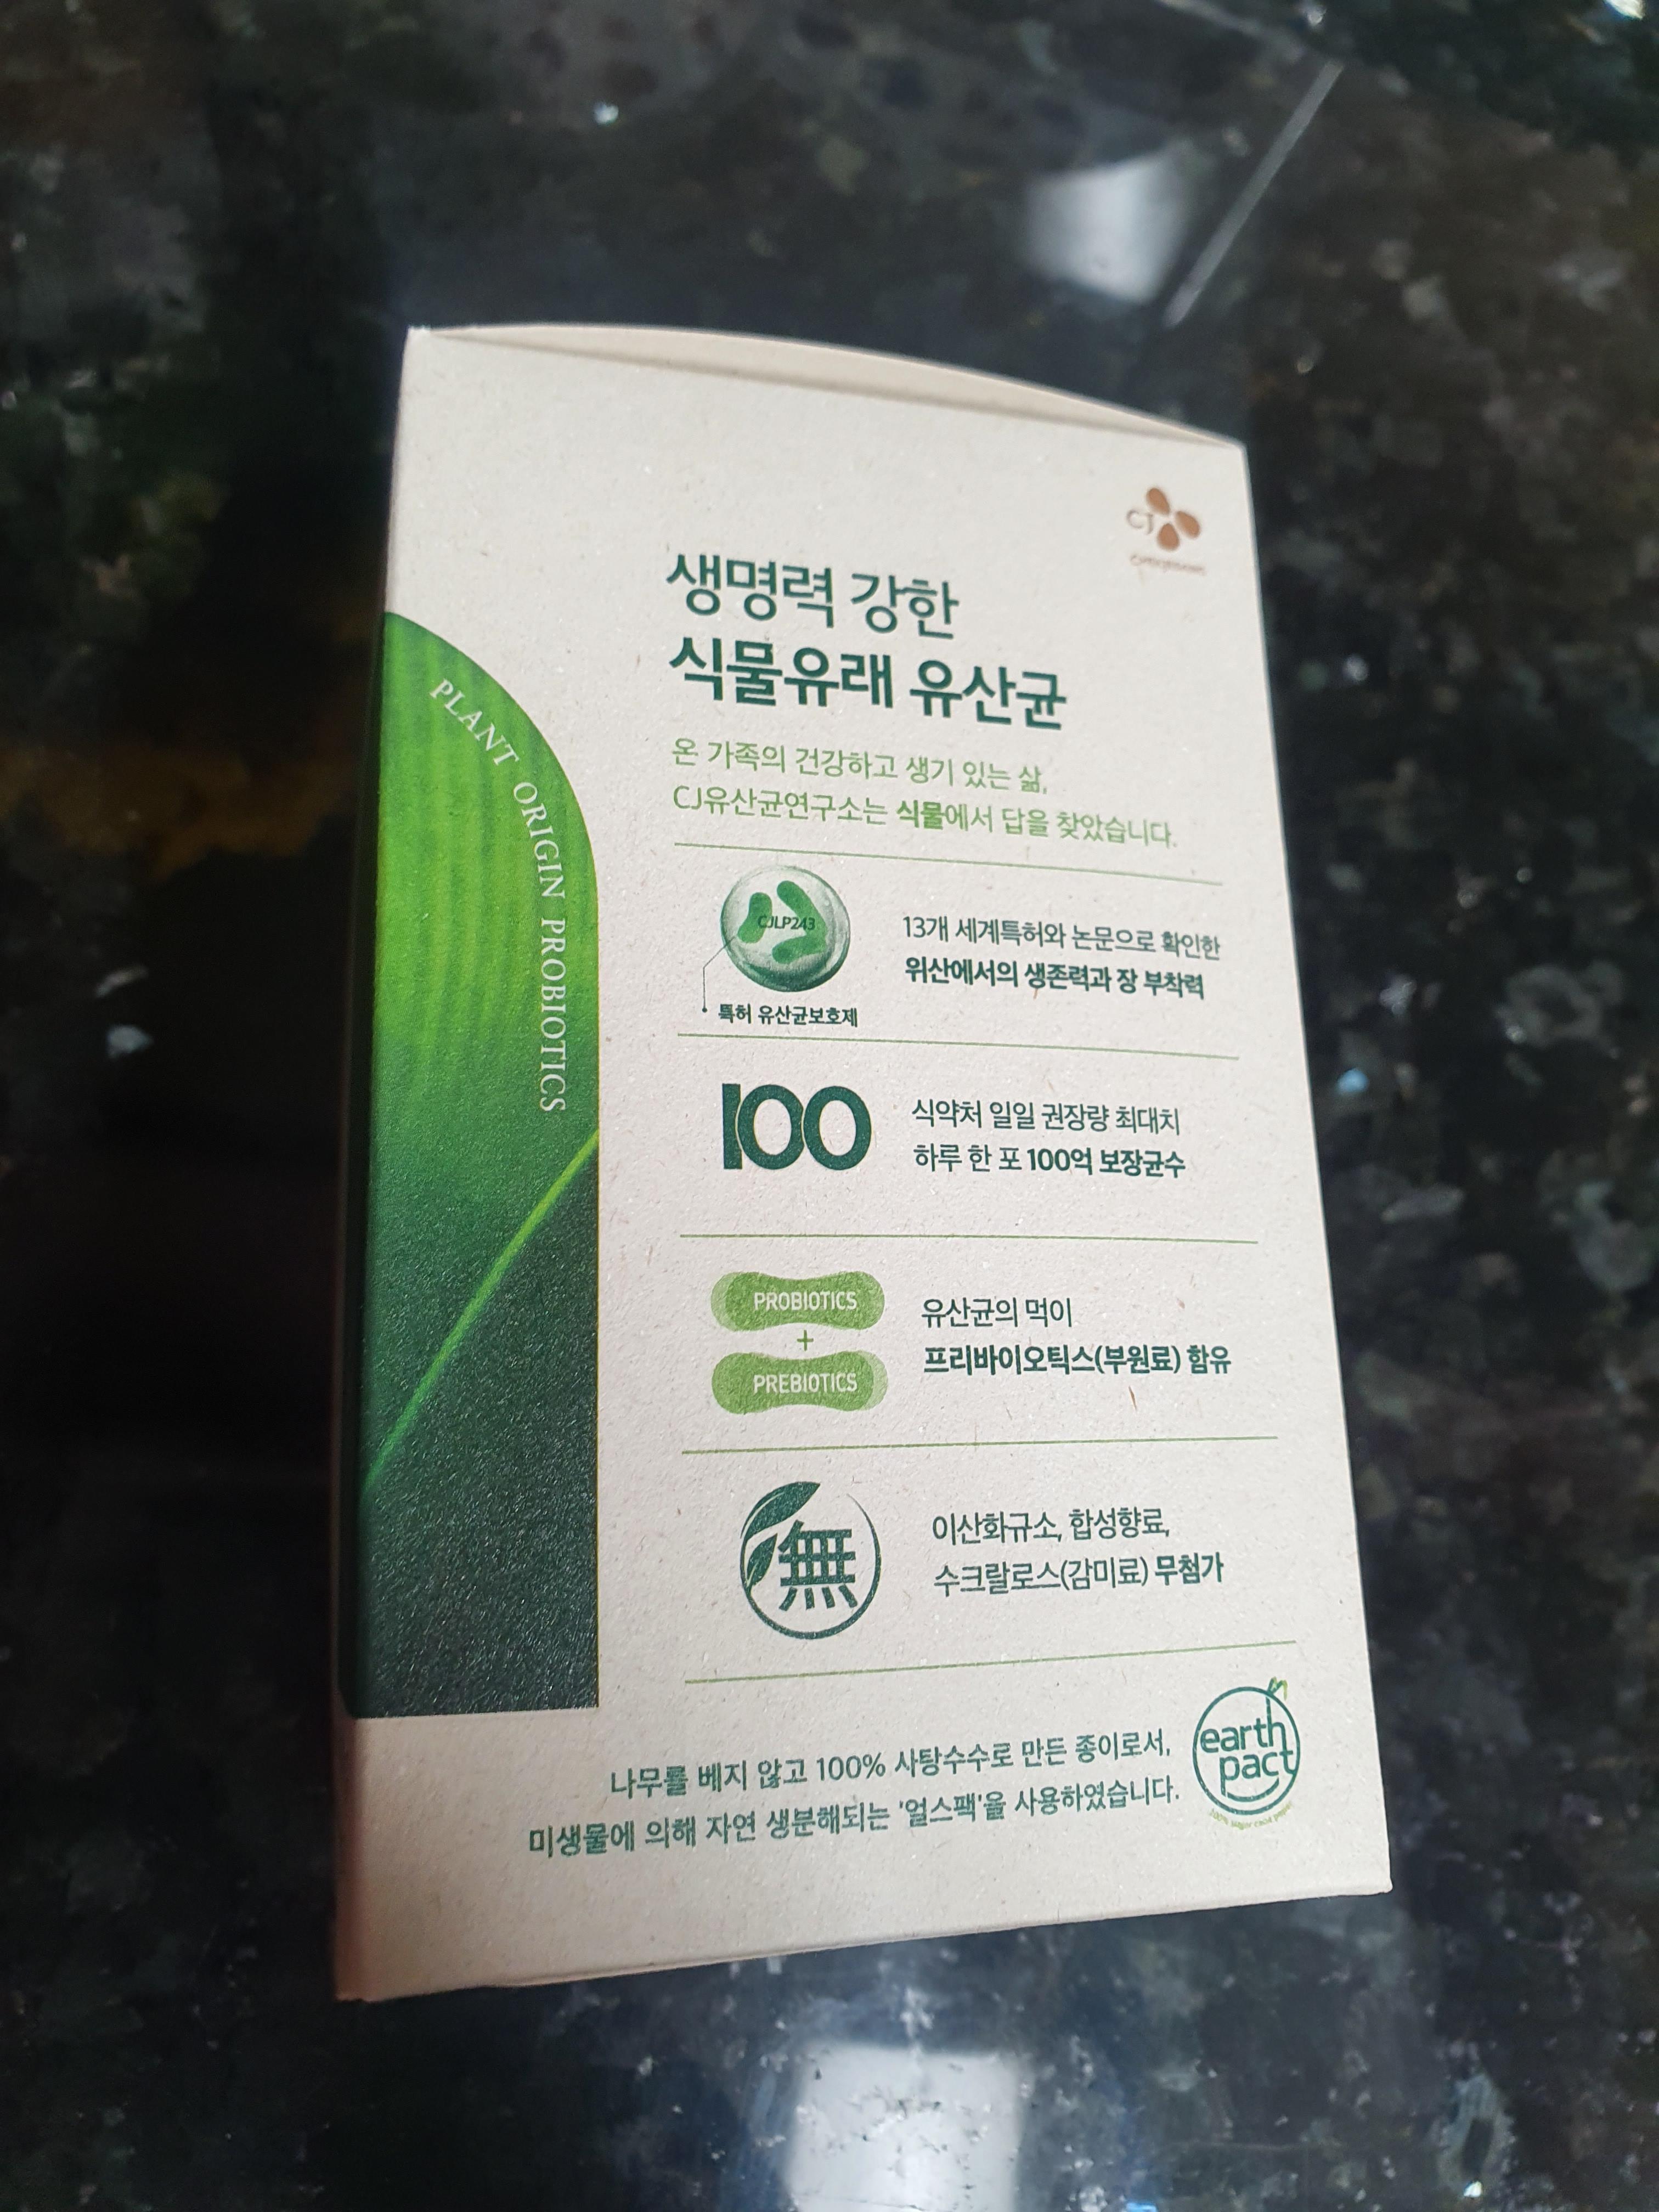 CJ
생명력 강한
식물유래 유산균
온 가족의 건강하고 생기 있는 삶,
CJ유산균연구소는 식물에서 답을 찾았습니다.
PLANT ORIGIN PROBIOTICS
CJLP243
특허 유산균보호제
13개 세계특허와 논문으로 확인한
위산에서의 생존력과 장 부착력
100
식약처 일일 권장량 최대치
하루 한 포 100억 보장균수
PROBIOTICS
+
PREBIOTICS
유산균의 먹이
프리바이오틱스(부원료) 함유
無
이산화규소, 합성향료,
수크랄로스(감미료) 무첨가
나무를 베지 않고 100% 사탕수수로 만든 종이로서,
미생물에 의해 자연 생분해되는 '얼스팩'을 사용하였습니다.
earth
pact
100% sugar cane paper